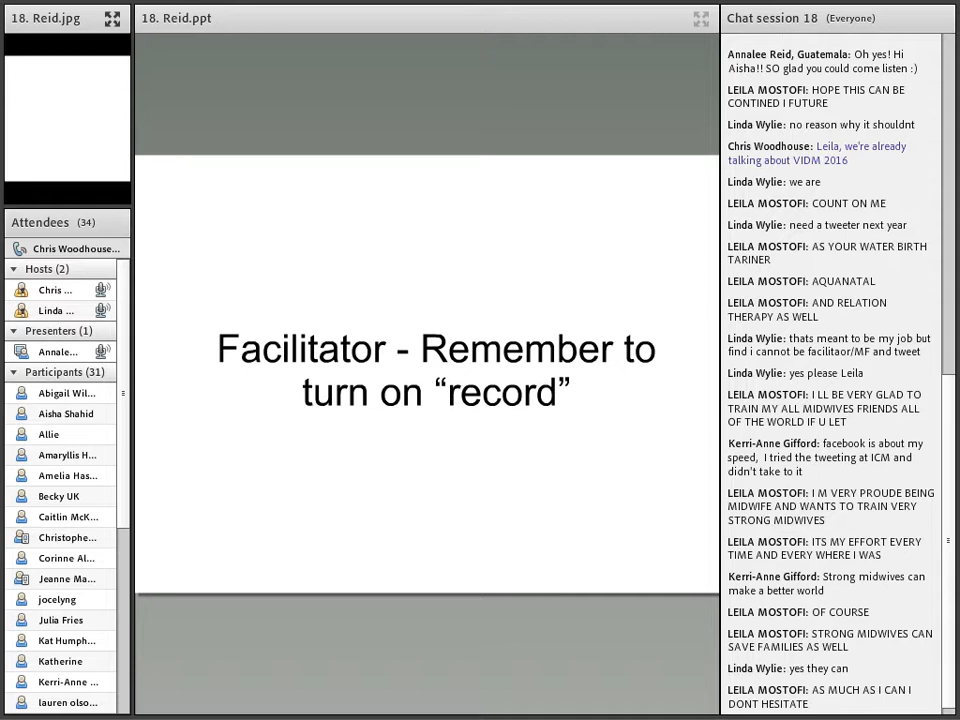 18. Reid.jpg
Attendees (34)
Chris Woodhouse...
Hosts (2)
Chris ...
Linda ...
Presenters (1)
Annale...
Participants (31)
Abigail Wil...
Aisha Shahid
Allie
Amaryllis H...
Amelia Has...
Becky UK
Caitlin McK...
Christophe...
Corinne Al...
Jeanne Ma...
jocelyng
Julia Fries
Kat Humph...
Katherine
Kerri-Anne ...
lauren olso...
18. Reid.ppt
Facilitator - Remember to
turn on “record”
Chat session 18 (Everyone)
Annalee Reid, Guatemala: Oh yes! Hi
Aisha!! SO glad you could come listen :)
LEILA MOSTOFI: HOPE THIS CAN BE
CONTINED I FUTURE
Linda Wylie: no reason why it shouldnt
Chris Woodhouse: Leila, we're already
talking about VIDM 2016
Linda Wylie: we are
LEILA MOSTOFI: COUNT ON ME
Linda Wylie: need a tweeter next year
LEILA MOSTOFI: AS YOUR WATER BIRTH
TARINER
LEILA MOSTOFI: AQUANATAL
LEILA MOSTOFI: AND RELATION
THERAPY AS WELL
Linda Wylie: thats meant to be my job but
find i cannot be facilitaor/MF and tweet
Linda Wylie: yes please Leila
LEILA MOSTOFI: I LL BE VERY GLAD TO
TRAIN MY ALL MIDWIVES FRIENDS ALL
OF THE WORLD IF U LET
Kerri-Anne Gifford: facebook is about my
speed, I tried the tweeting at ICM and
didn't take to it
LEILA MOSTOFI: I M VERY PROUDE BEING
MIDWIFE AND WANTS TO TRAIN VERY
STRONG MIDWIVES
LEILA MOSTOFI: ITS MY EFFORT EVERY
TIME AND EVERY WHERE I WAS
Kerri-Anne Gifford: Strong midwives can
make a better world
LEILA MOSTOFI: OF COURSE
LEILA MOSTOFI: STRONG MIDWIVES CAN
SAVE FAMILIES AS WELL
Linda Wylie: yes they can
LEILA MOSTOFI: AS MUCH AS I CAN I
DONT HESITATE